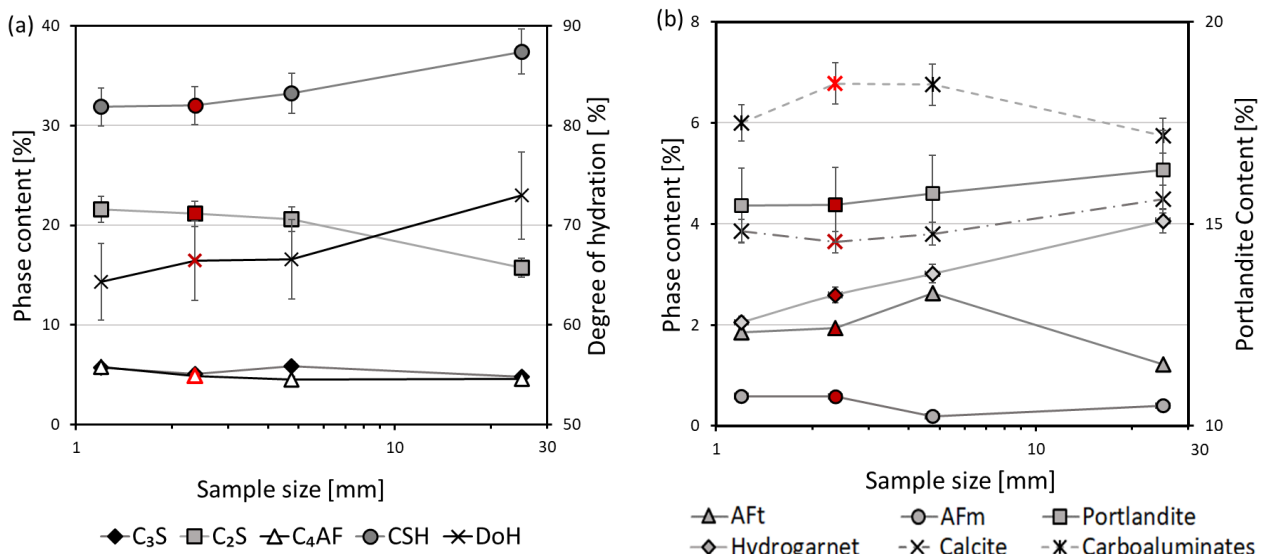 (a)
40
30
20
10
0
Phase content [%]
90
80
70
60
50
Degree of hydration [ %]
1
10
30
Sample size [mm]
C₃S C₂S C₄AF CSH DoH
(b)
8
6
4
2
0
Phase content [%]
20
15
10
Portlandite Content [%]
1
10
30
Sample size [mm]
AFt AFm Portlandite
Hydrogarnet Calcite Carboaluminates